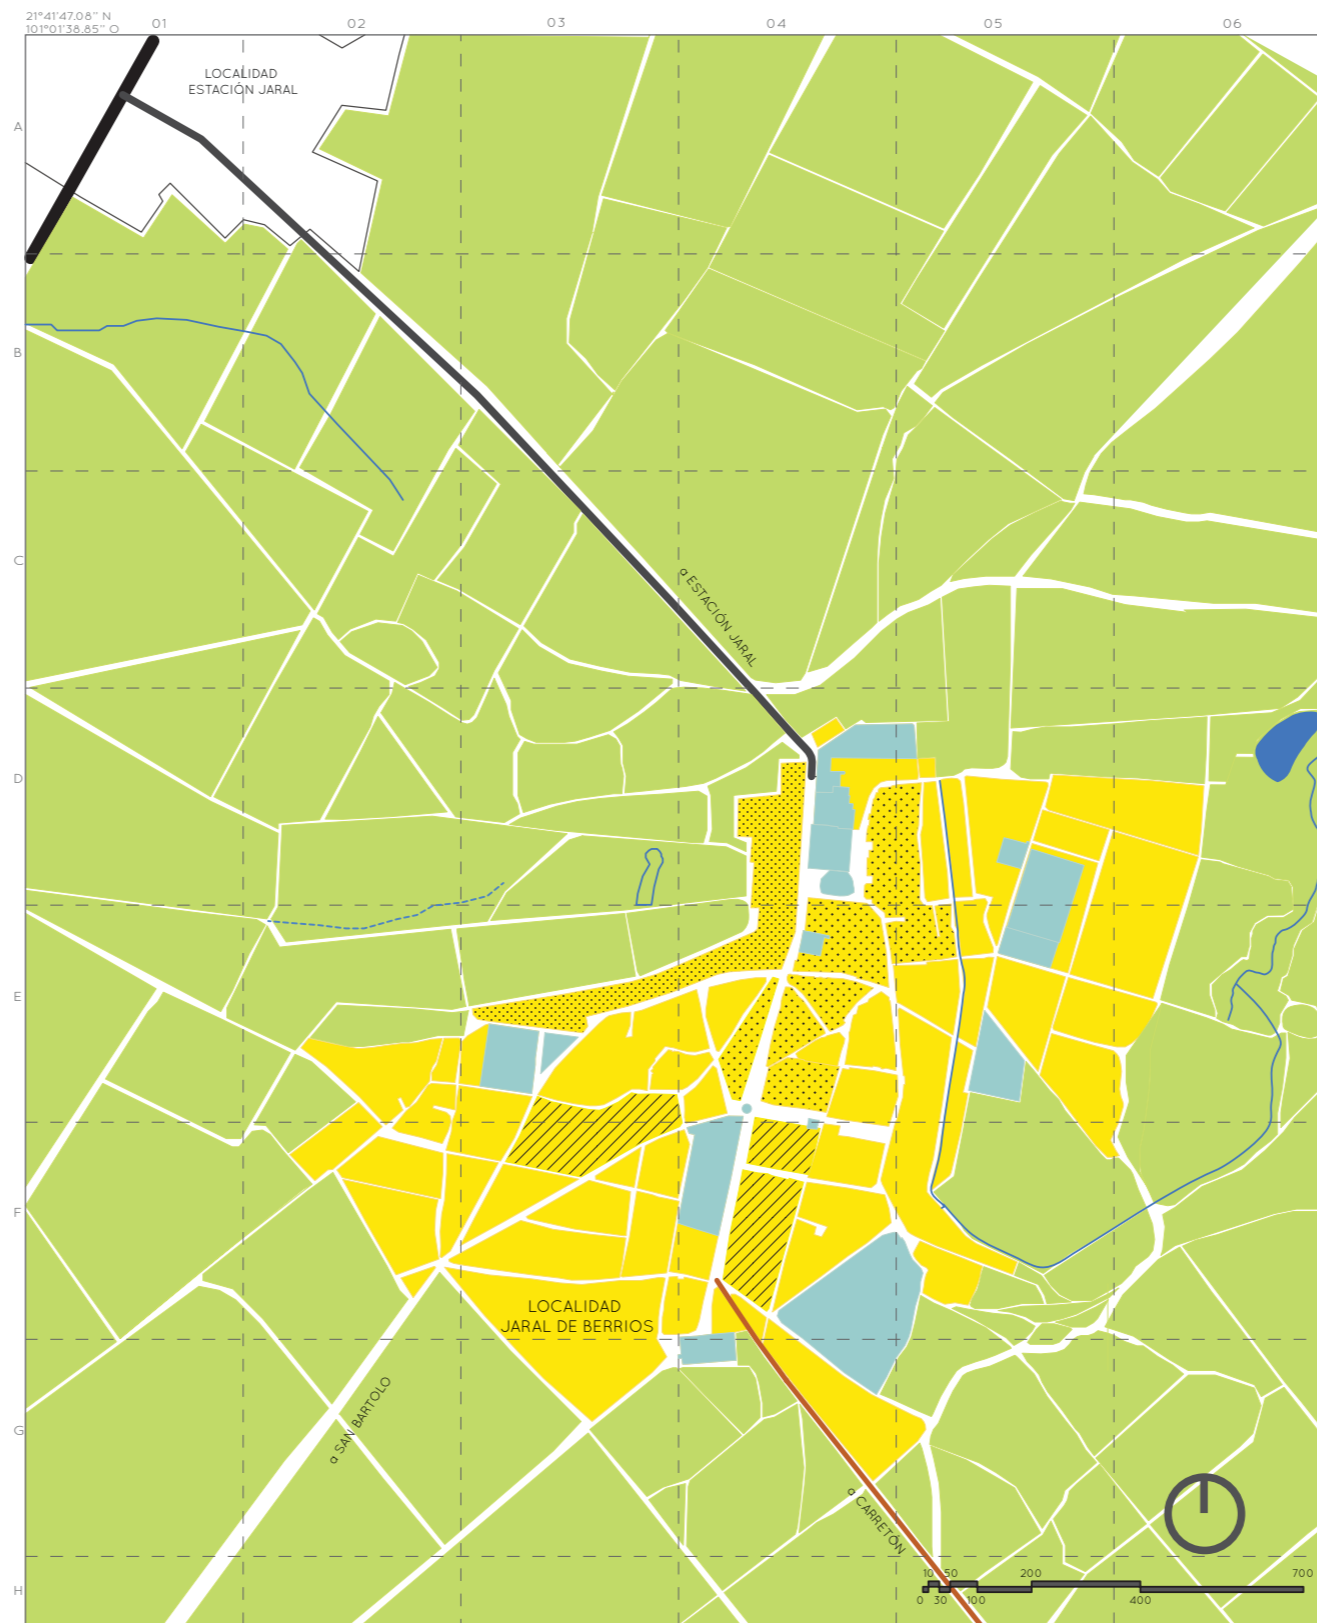 21°41'47.08" N
101°01'38.85" O
01
02
03
04
05
06
LOCALIDAD
ESTACIÓN JARAL
A
B
C
a ESTACIÓN JARAL
D
E
F
LOCALIDAD
JARAL DE BERRIOS
a SAN BARTOLO
G
a CARRETÓN
10 50 200 700
0 30 100 400
H